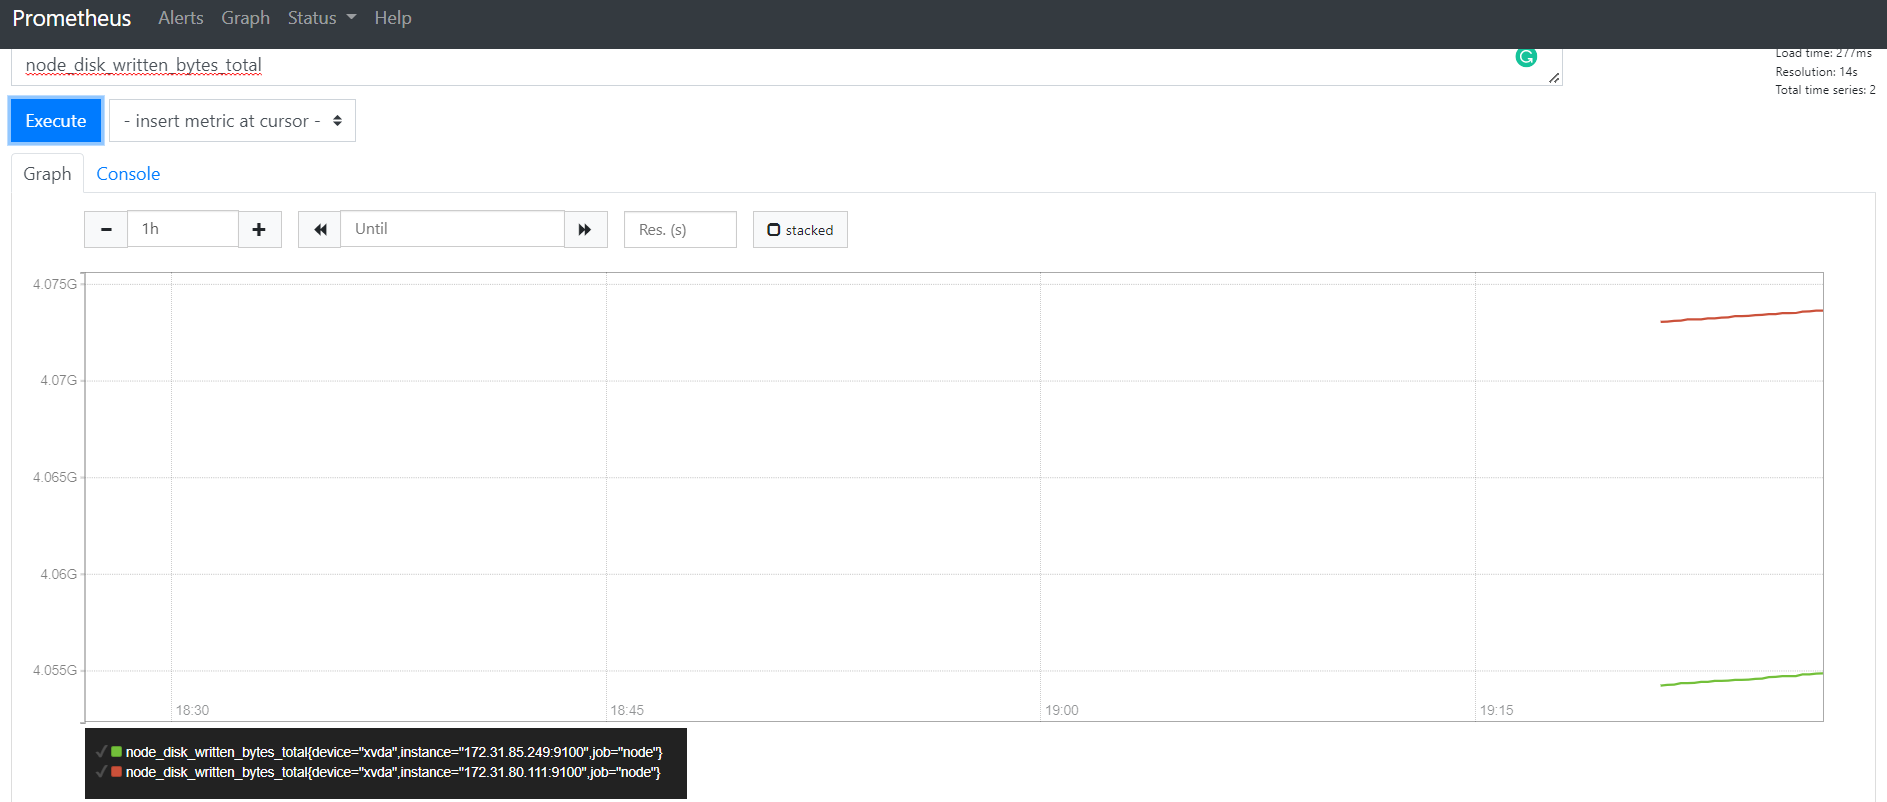 Prometheus Alerts Graph Status Help
node_disk_written_bytes_total
Load time: 277ms
Resolution: 14s
Total time series: 2
Execute - insert metric at cursor -
Graph Console
1h Until Res. (s) stacked
4.075G
4.07G
4.065G
4.06G
4.055G
18:30 18:45 19:00 19:15
node_disk_written_bytes_total{device="xvda",instance="172.31.85.249:9100",job="node"}
node_disk_written_bytes_total{device="xvda",instance="172.31.80.111:9100",job="node"}